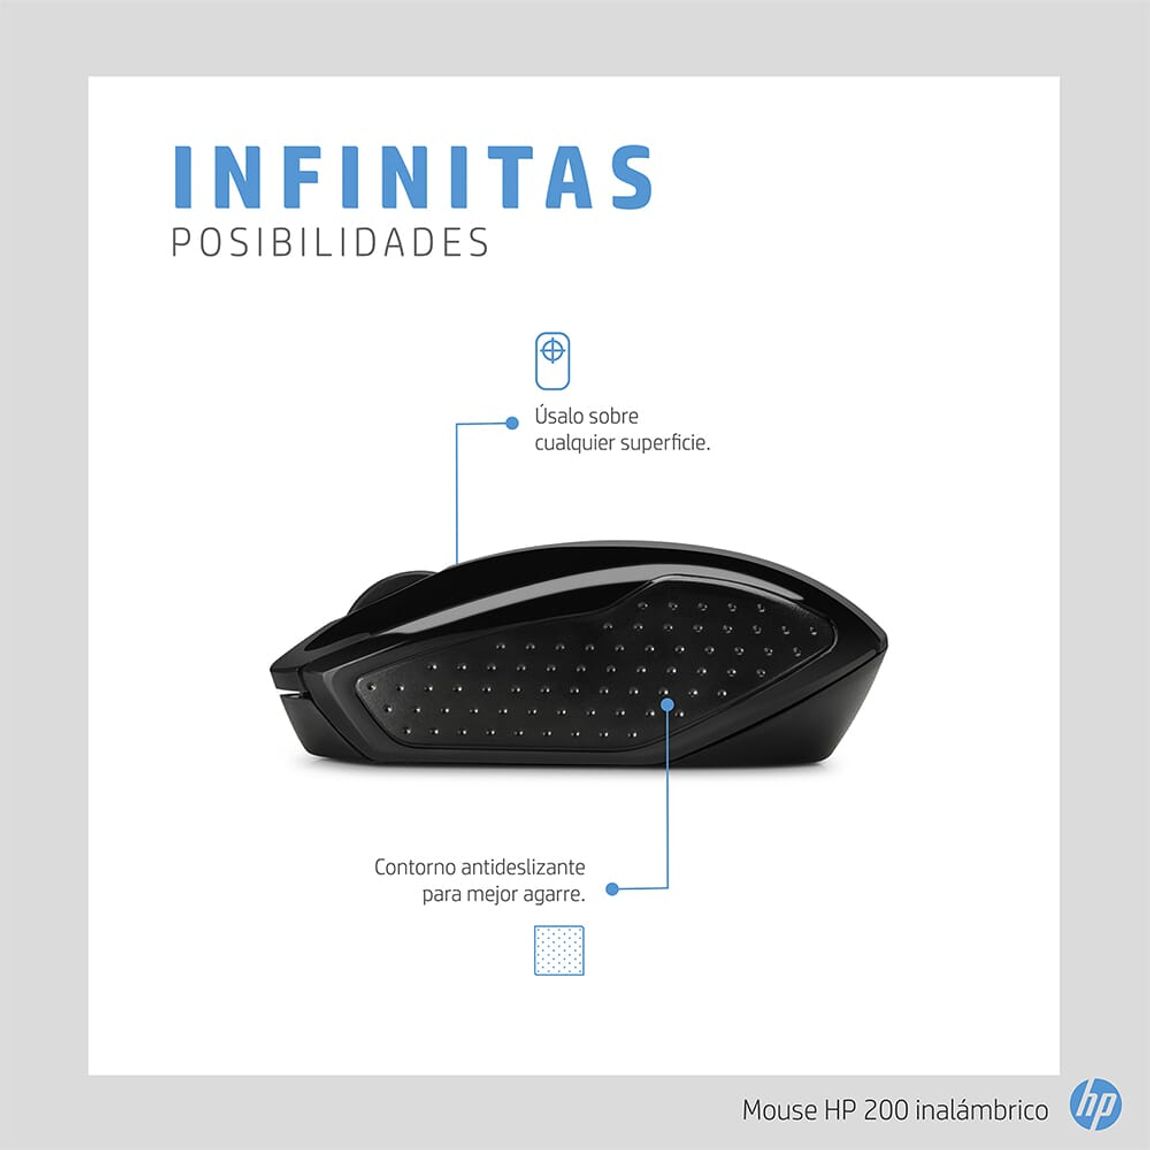 INFINITAS
POSIBILIDADES
Úsalo sobre
cualquier superficie.
Contorno antideslizante
para mejor agarre.
Mouse HP 200 inalámbrico
hp